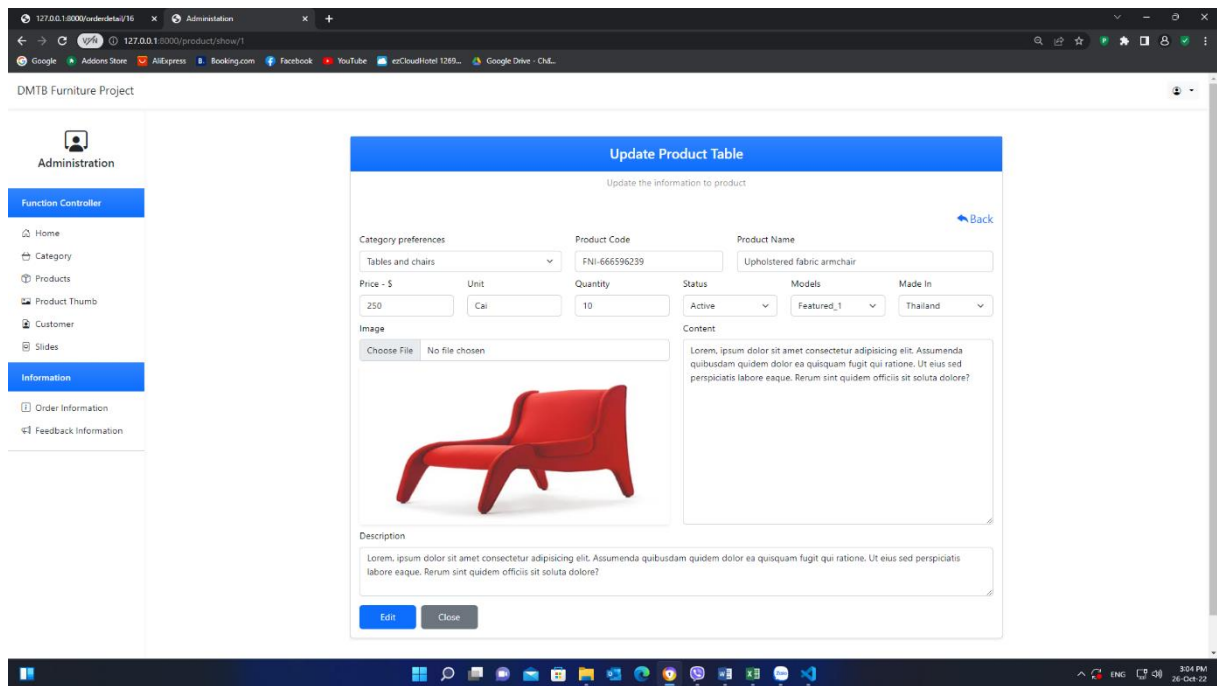 127.0.0.1:8000/orderdetail/16
Administation
127.0.0.1:8000/product/show/1
Google Addons Store AliExpress Booking.com Facebook YouTube ezCloudHotel 1269... Google Drive - Chă...
DMTB Furniture Project
Administration
Function Controller
Home
Category
Products
Product Thumb
Customer
Slides
Information
Order Information
Feedback Information
Update Product Table
Update the information to product
Back
Category preferences Product Code Product Name
Tables and chairs FNI-666596239 Upholstered fabric armchair
Price - $ Unit Quantity Status Models Made In
250 Cai 10 Active Featured_1 Thailand
Image Content
Choose File No file chosen
Lorem, ipsum dolor sit amet consectetur adipisicing elit. Assumenda
quibusdam quidem dolor ea quisquam fugit qui ratione. Ut eius sed
perspiciatis labore eaque. Rerum sint quidem officiis sit soluta dolore?
Description
Lorem, ipsum dolor sit amet consectetur adipisicing elit. Assumenda quibusdam quidem dolor ea quisquam fugit qui ratione. Ut eius sed perspiciatis
labore eaque. Rerum sint quidem officiis sit soluta dolore?
Edit Close
ENG
3:04 PM
26-Oct-22